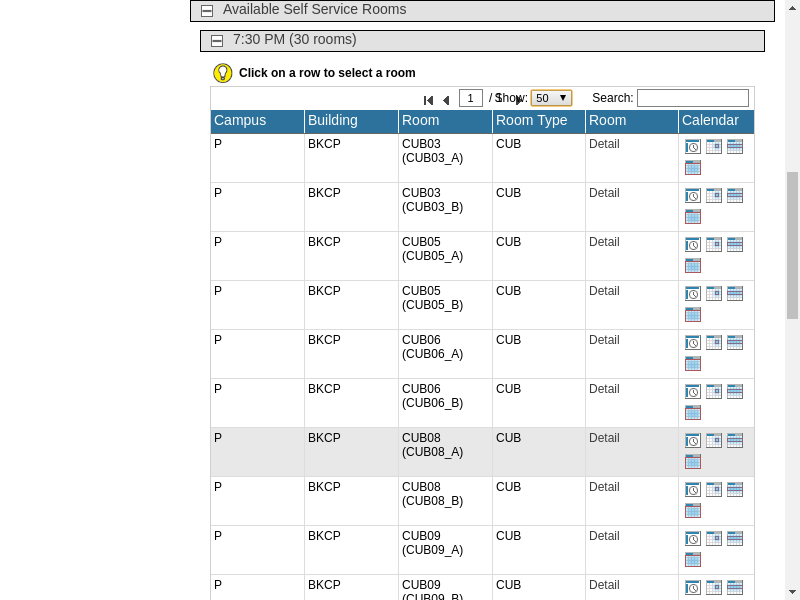 Available Self Service Rooms
7:30 PM (30 rooms)
Click on a row to select a room
1 / 1 Show: 50 Search:
Campus Building Room Room Type Room Calendar
P BKCP CUB03 (CUB03_A) CUB Detail
P BKCP CUB03 (CUB03_B) CUB Detail
P BKCP CUB05 (CUB05_A) CUB Detail
P BKCP CUB05 (CUB05_B) CUB Detail
P BKCP CUB06 (CUB06_A) CUB Detail
P BKCP CUB06 (CUB06_B) CUB Detail
P BKCP CUB08 (CUB08_A) CUB Detail
P BKCP CUB08 (CUB08_B) CUB Detail
P BKCP CUB09 (CUB09_A) CUB Detail
P BKCP CUB09 (CUB09_B) CUB Detail